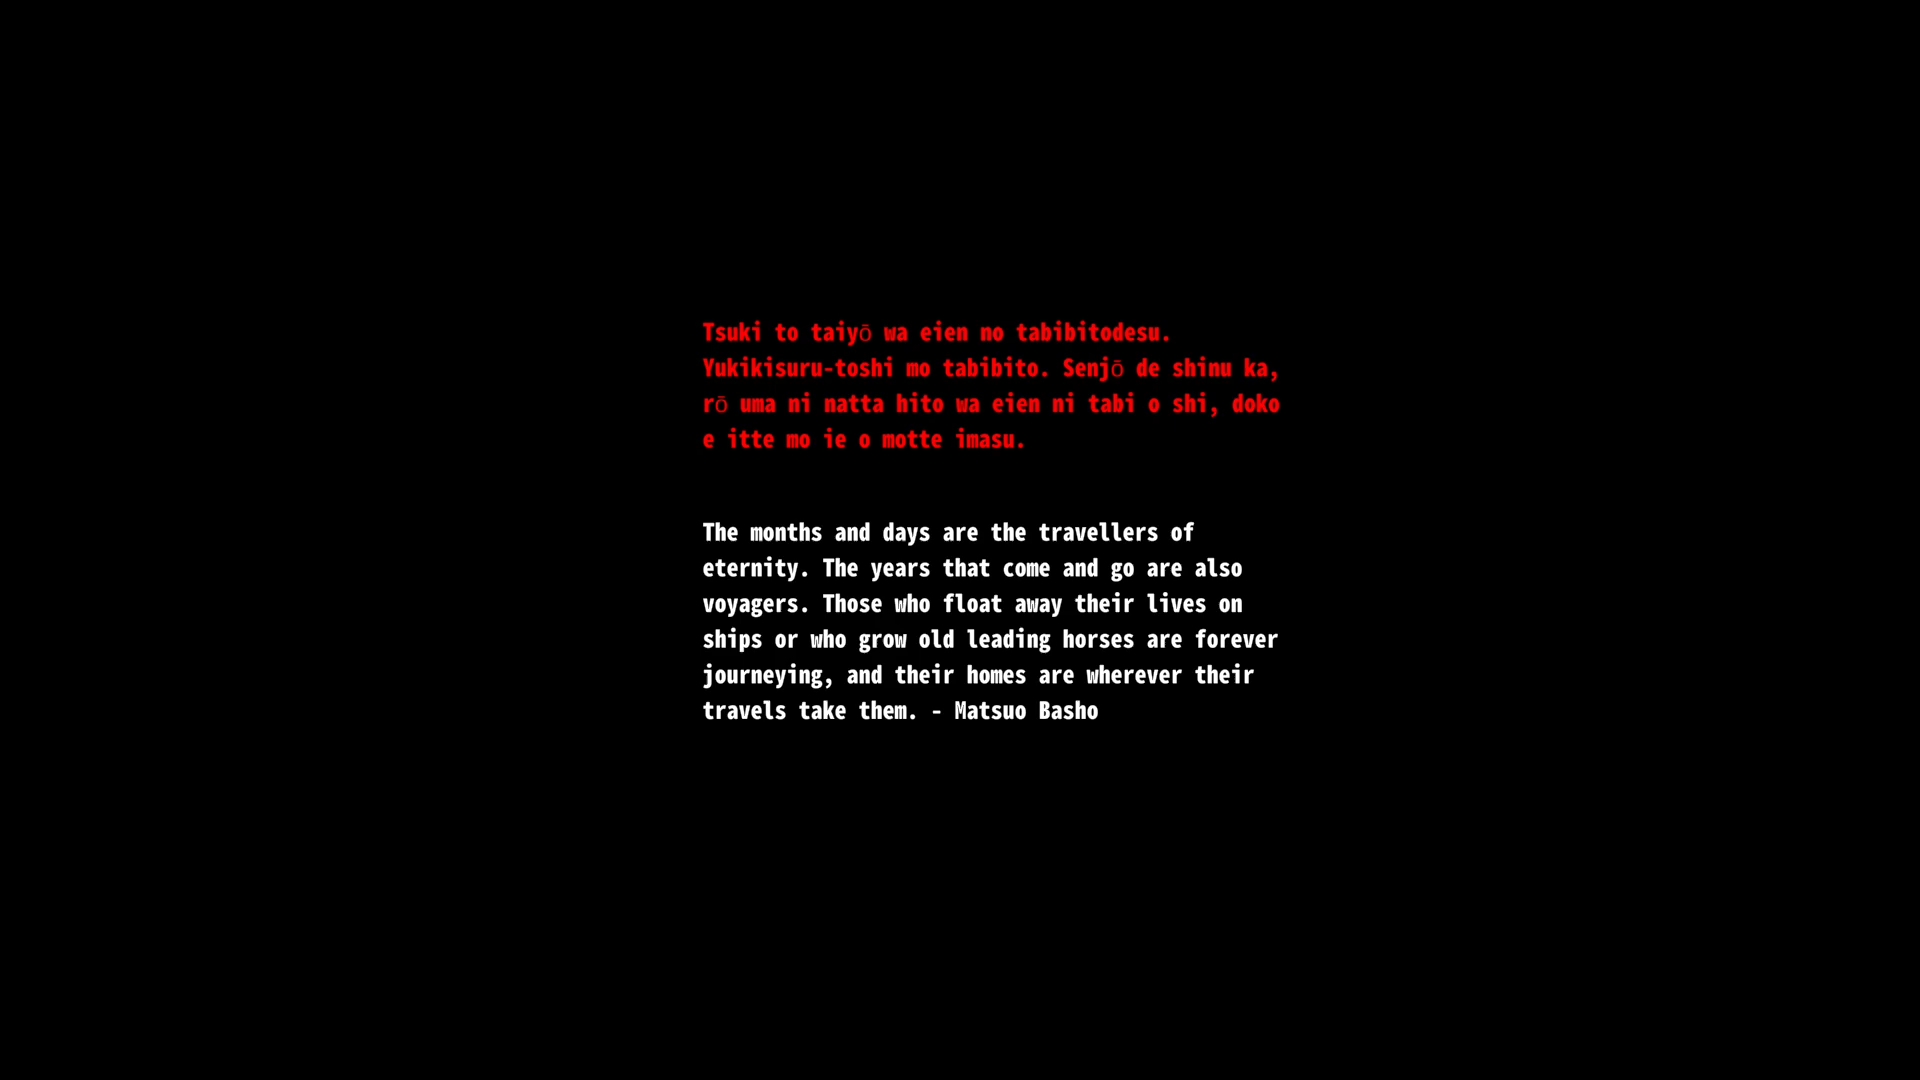 Tsuki to taiyō wa eien no tabibitodesu.
Yukikisuru-toshi mo tabibito. Senjō de shinu ka,
rō uma ni natta hito wa eien ni tabi o shi, doko
e itte mo ie o motte imasu.
The months and days are the travellers of
eternity. The years that come and go are also
voyagers. Those who float away their lives on
ships or who grow old leading horses are forever
journeying, and their homes are wherever their
travels take them. - Matsuo Basho